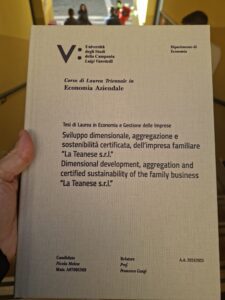 V:
Università
degli Studi
della Campania
Luigi Vanvitelli
Dipartimento di
Economia
Corso di Laurea Triennale in
Economia Aziendale
Tesi di Laurea in Economia e Gestione delle Imprese
Sviluppo dimensionale, aggregazione e
sostenibilità certificata, dell'impresa familiare
"La Teanese s.r.l."
Dimensional development, aggregation and
certified sustainability of the family business
"La Teanese s.r.l."
Candidato
Matr.
Relatore
Prof.
A.A.